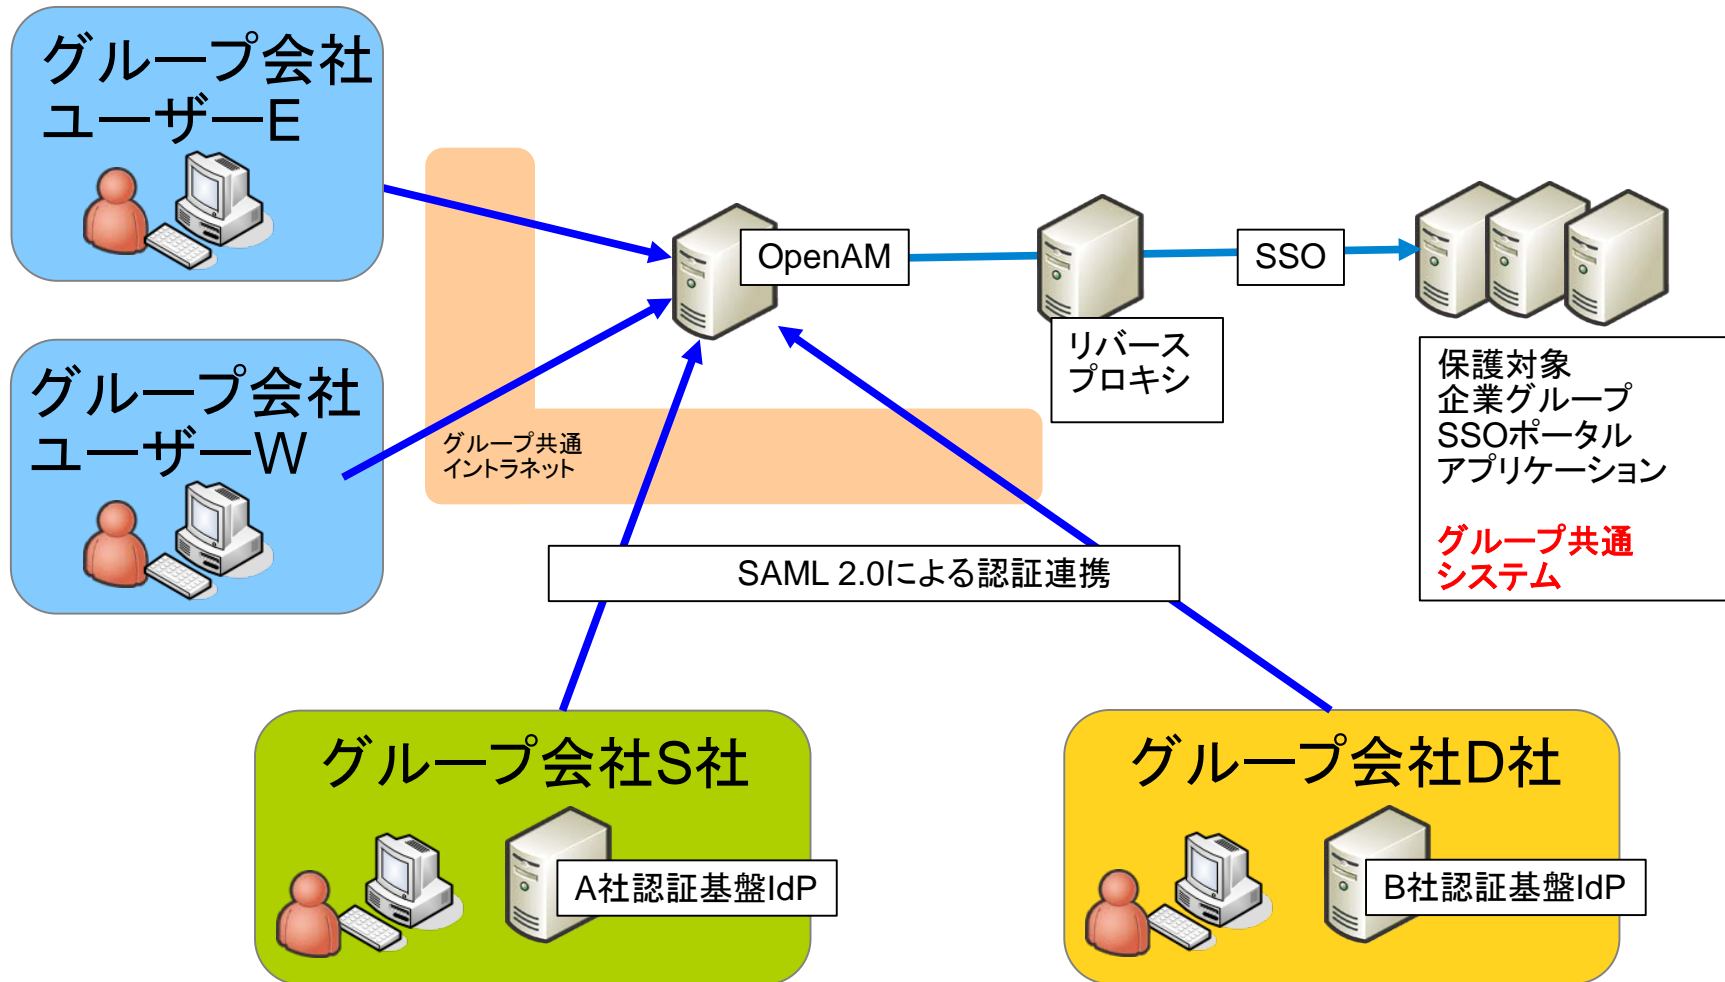 グループ会社
ユーザーE
OpenAM
SSO
リバース
プロキシ
保護対象
企業グループ
SSOポータル
アプリケーション
グループ共通
システム
グループ会社
ユーザーW
グループ共通
イントラネット
SAML 2.0による認証連携
グループ会社S社
A社認証基盤IdP
グループ会社D社
B社認証基盤IdP